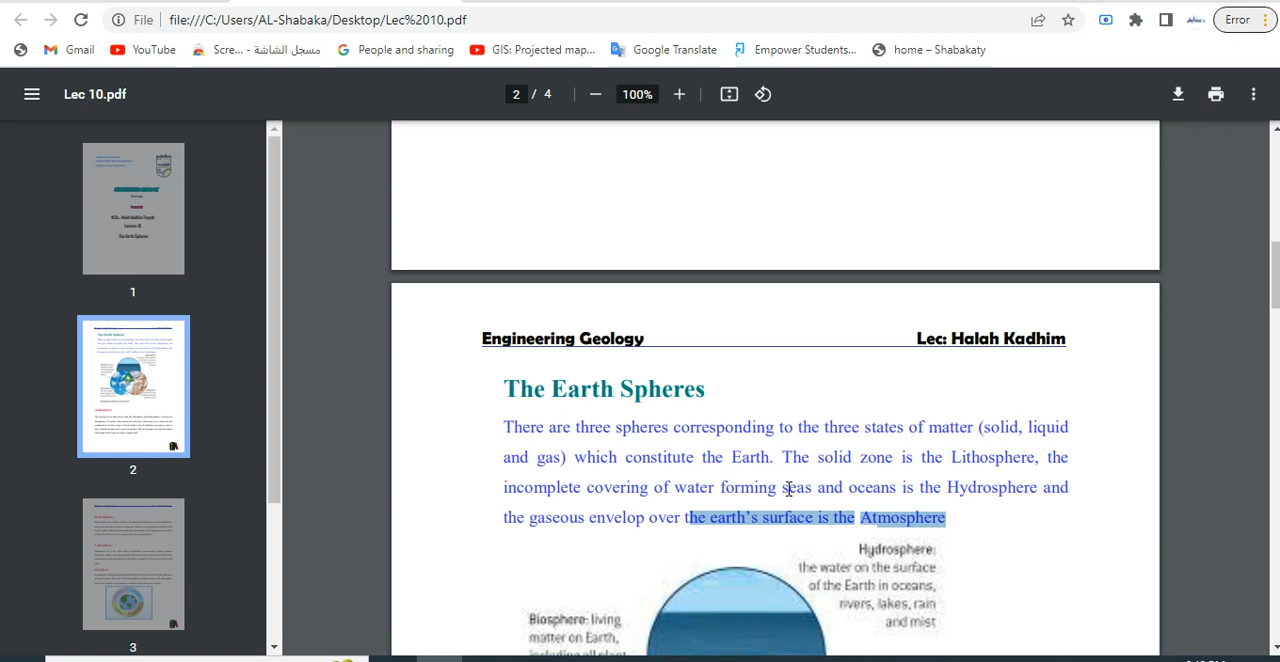 File
file:///C:/Users/AL-Shabaka/Desktop/Lec%2010.pdf
Error
Gmail
YouTube
Scre... - مسجل الشاشة
People and sharing
GIS: Projected map...
Google Translate
Empower Students...
home – Shabakaty
Lec 10.pdf
2 / 4
100%
1
2
3
Engineering Geology Lec: Halah Kadhim
The Earth Spheres
There are three spheres corresponding to the three states of matter (solid, liquid
and gas) which constitute the Earth. The solid zone is the Lithosphere, the
incomplete covering of water forming seas and oceans is the Hydrosphere and
the gaseous envelop over the earth's surface is the Atmosphere
Hydrosphere:
the water on the surface
of the Earth in oceans,
rivers, lakes, rain
and mist
Biosphere: living
matter on Earth,
including all plant